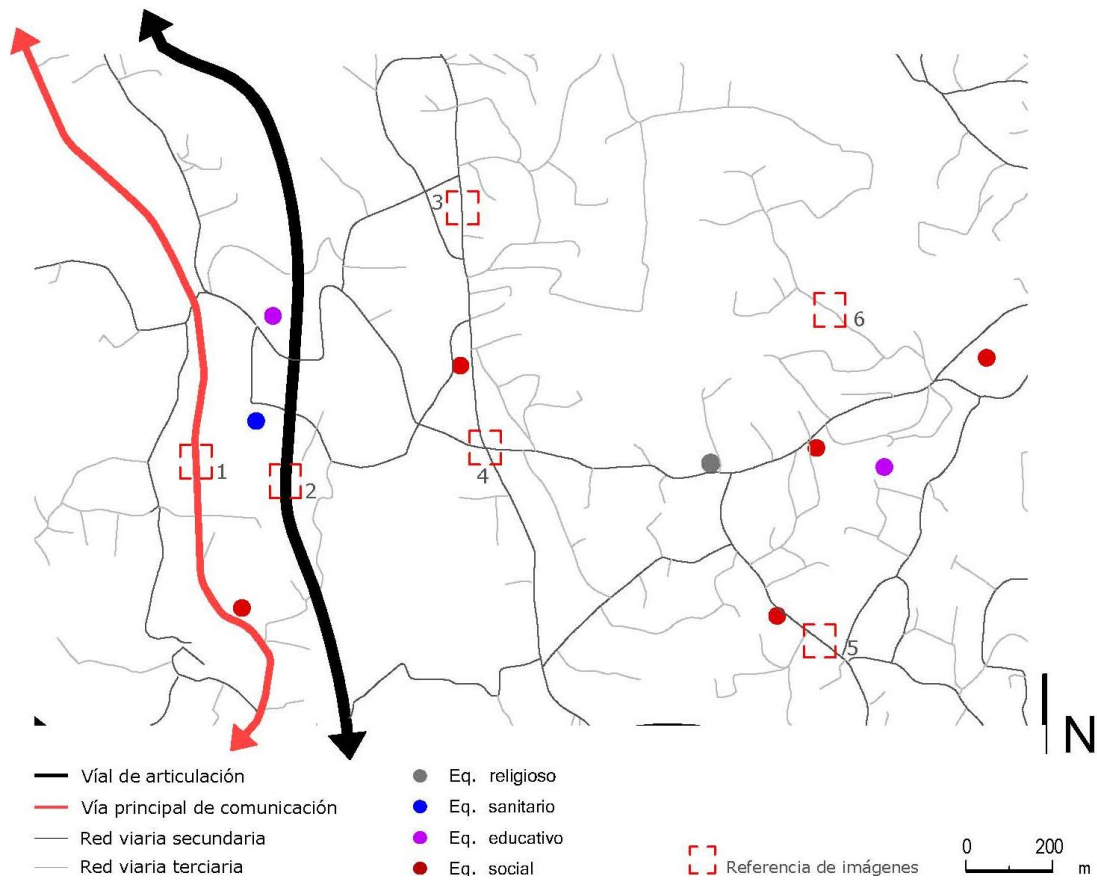 3
6
1
2
4
5
N
Víal de articulación
Vía principal de comunicación
Red viaria secundaria
Red viaria terciaria
Eq. religioso
Eq. sanitario
Eq. educativo
Eq. social
Referencia de imágenes
0 200
m